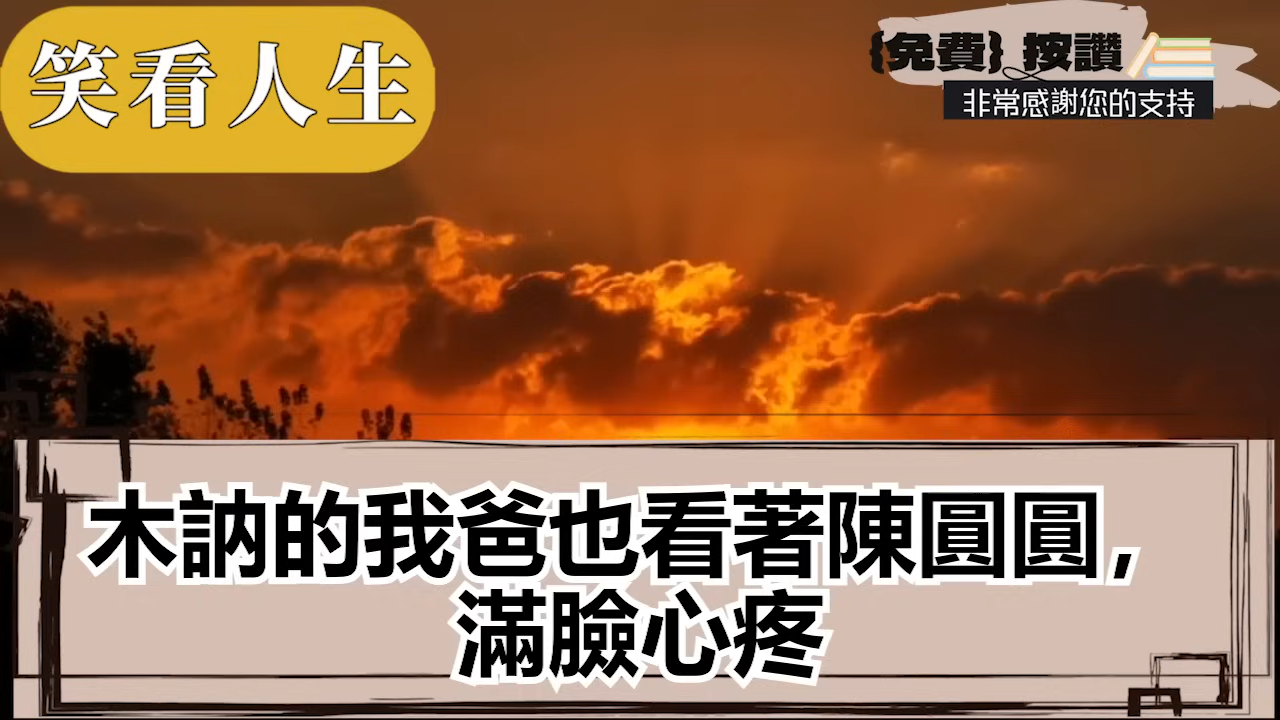 笑看人生
{免費} 按讚
非常感謝您的支持
木訥的我爸也看著陳圓圓,
滿臉心疼